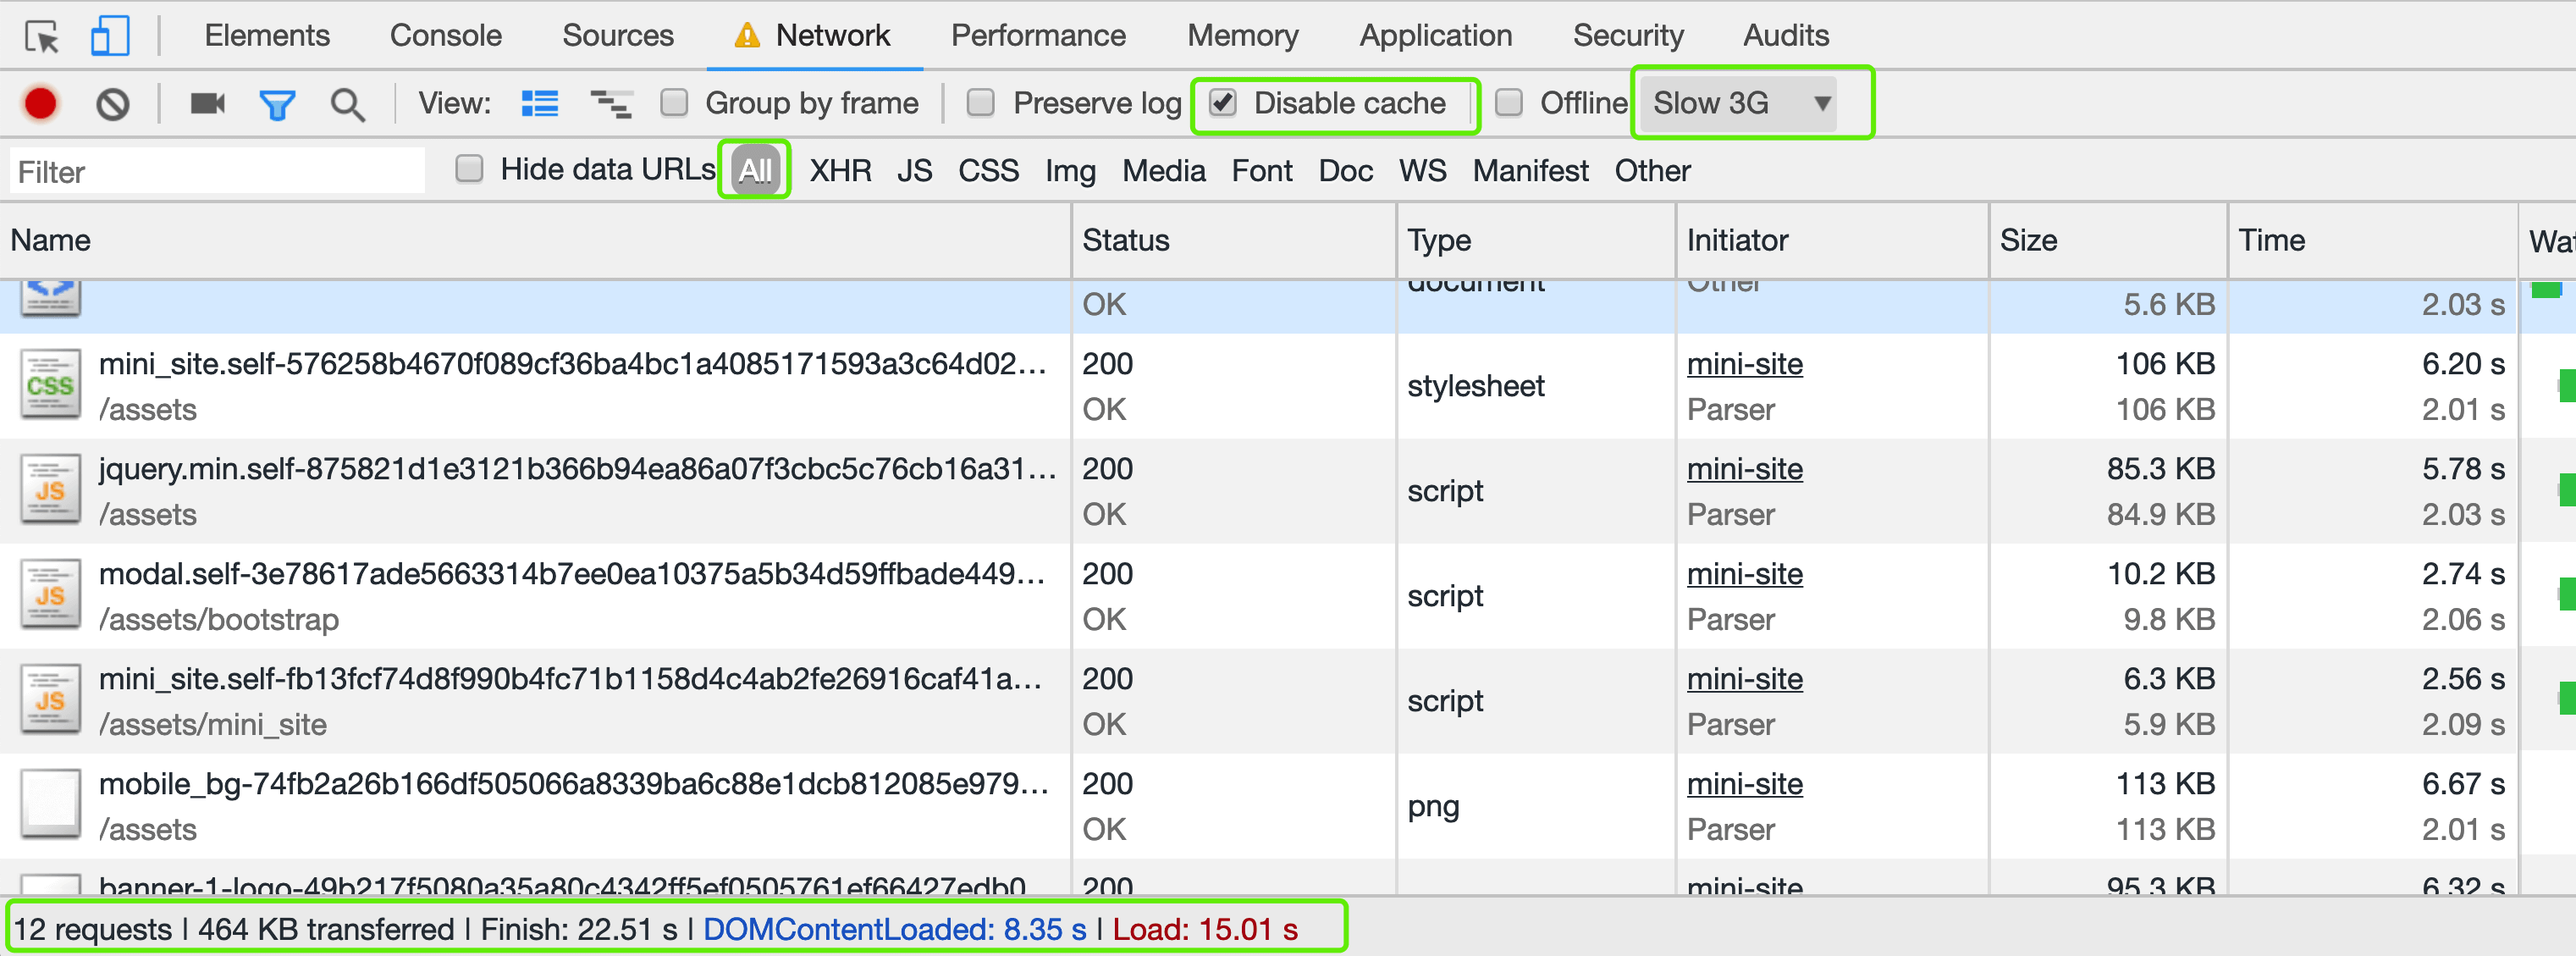 Elements Console Sources Network Performance Memory Application Security Audits
View: Group by frame Preserve log Disable cache Offline Slow 3G
Filter Hide data URLs All XHR JS CSS Img Media Font Doc WS Manifest Other
Name Status Type Initiator Size Time Wat
document Other
OK 5.6 KB 2.03 s
mini_site.self-576258b4670f089cf36ba4bc1a4085171593a3c64d02… 200 mini-site 106 KB 6.20 s
CSS stylesheet
/assets OK Parser 106 KB 2.01 s
jquery.min.self-875821d1e3121b366b94ea86a07f3cbc5c76cb16a31… 200 mini-site 85.3 KB 5.78 s
JS script
/assets OK Parser 84.9 KB 2.03 s
modal.self-3e78617ade5663314b7ee0ea10375a5b34d59ffbade449… 200 mini-site 10.2 KB 2.74 s
JS script
/assets/bootstrap OK Parser 9.8 KB 2.06 s
mini_site.self-fb13fcf74d8f990b4fc71b1158d4c4ab2fe26916caf41a… 200 mini-site 6.3 KB 2.56 s
JS script
/assets/mini_site OK Parser 5.9 KB 2.09 s
mobile_bg-74fb2a26b166df505066a8339ba6c88e1dcb812085e979… 200 mini-site 113 KB 6.67 s
png
/assets OK Parser 113 KB 2.01 s
banner-1-logo-49b217f5080a35a80c4342ff5ef0505761ef66427edb0 200 mini-site 95.3 KB 6.32 s
12 requests | 464 KB transferred | Finish: 22.51 s | DOMContentLoaded: 8.35 s | Load: 15.01 s